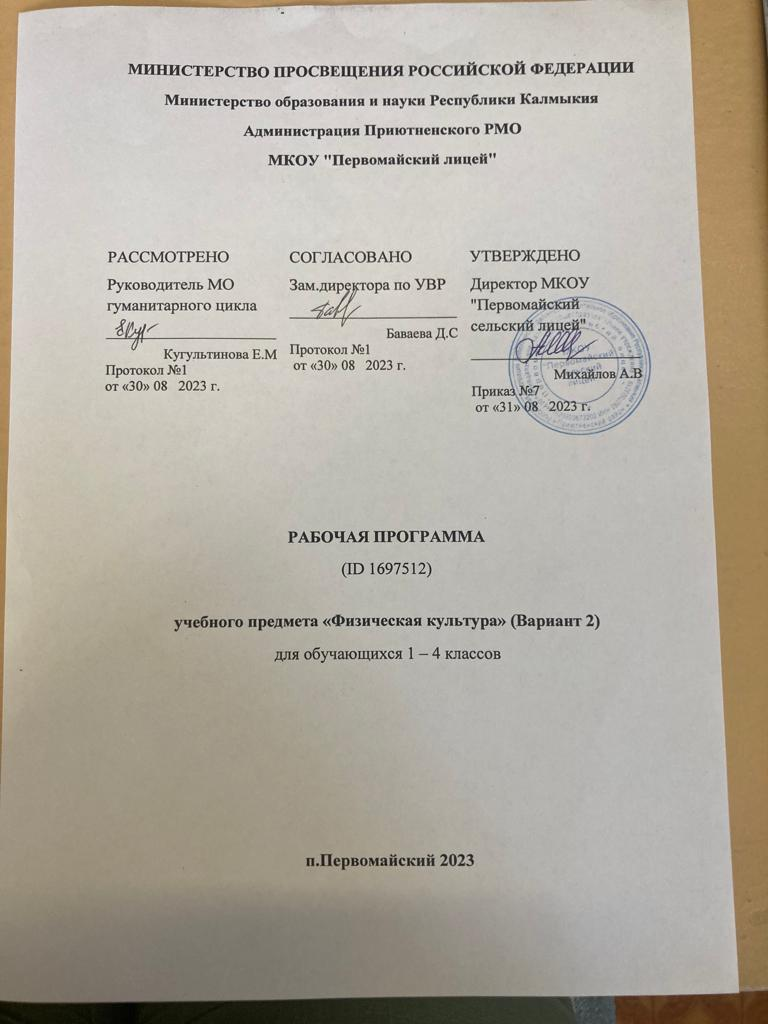 МИНИСТЕРСТВО ПРОСВЕЩЕНИЯ РОССИЙСКОЙ ФЕДЕРАЦИИ
Министерство образования и науки Республики Калмыкия
Администрация Приютненского РМО
МКОУ "Первомайский лицей"
РАССМОТРЕНО
Руководитель МО
гуманитарного цикла
Кугультинова Е.М
Протокол №1
от «30» 08 2023 г.
СОГЛАСОВАНО
Зам.директора по УВР
Баваева Д.С
Протокол №1
от «30» 08 2023 г.
УТВЕРЖДЕНО
Директор МКОУ
"Первомайский
сельский лицей"
Михайлов А.В
Приказ №7
от «31» 08 2023 г.
РАБОЧАЯ ПРОГРАММА
(ID 1697512)
учебного предмета «Физическая культура» (Вариант 2)
для обучающихся 1 – 4 классов
п.Первомайский 2023